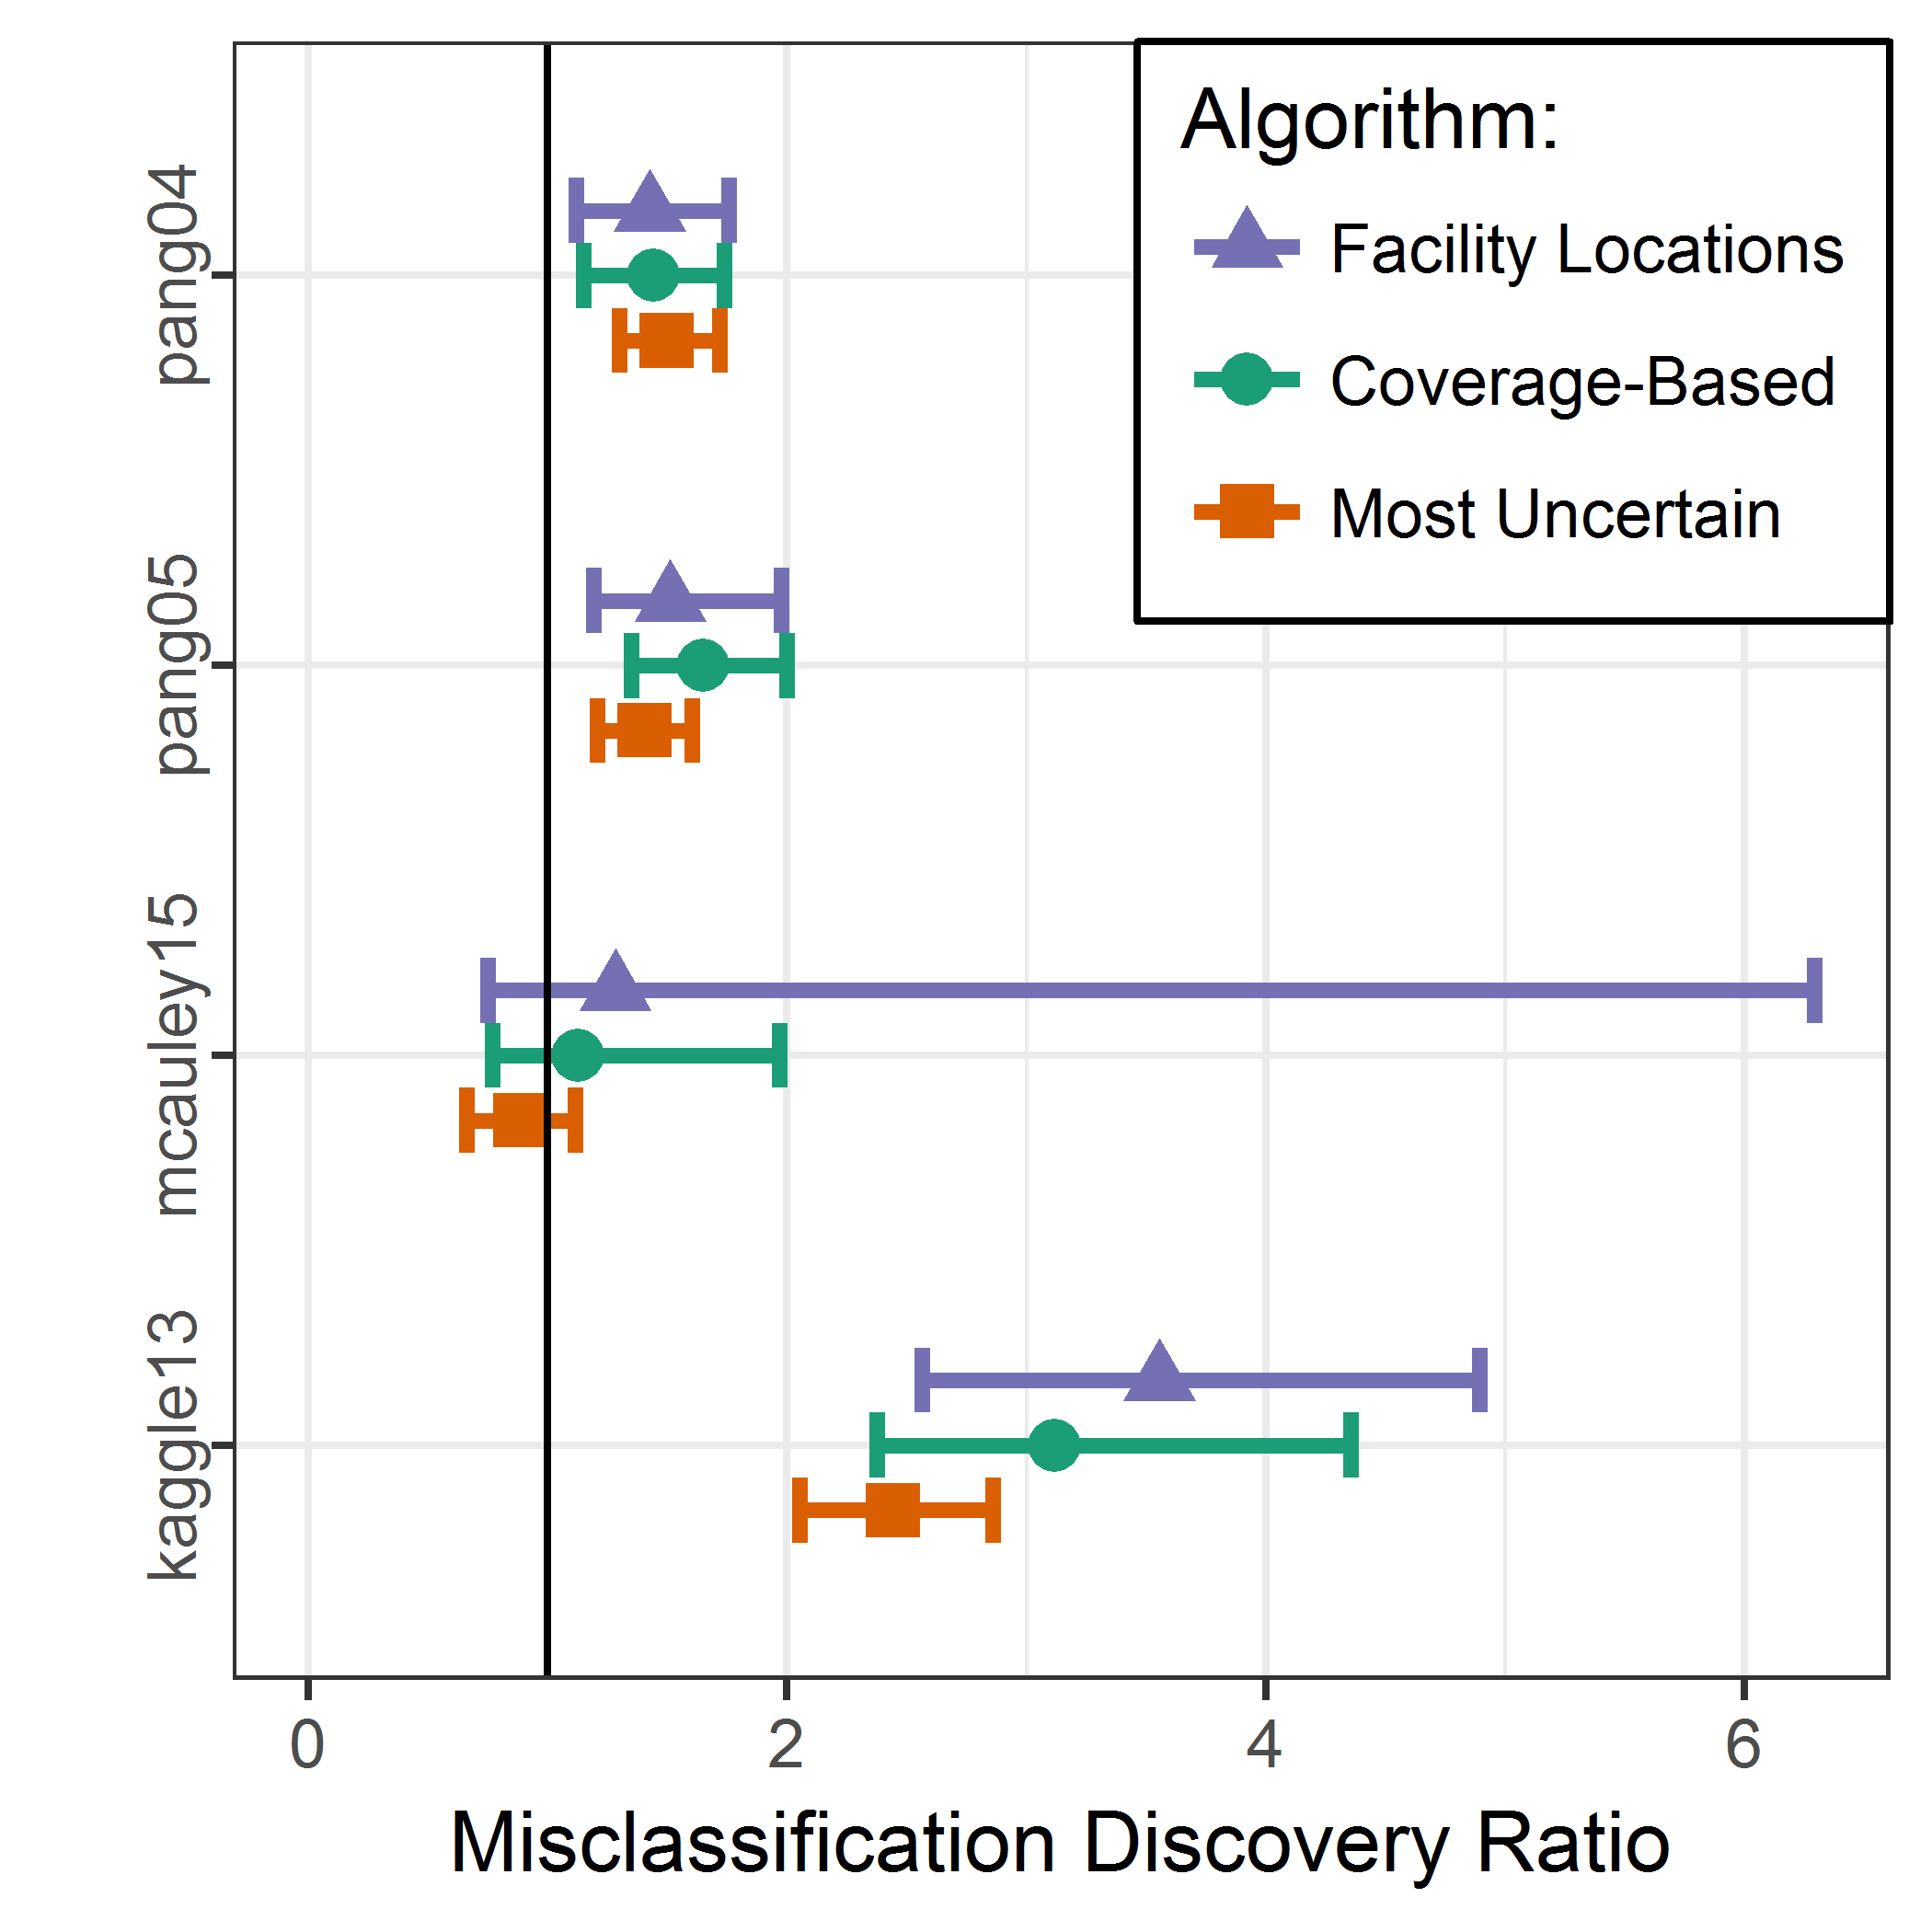 Algorithm:
Facility Locations
Coverage-Based
Most Uncertain
pang04
pang05
mcauley15
kaggle13
0 2 4 6
Misclassification Discovery Ratio